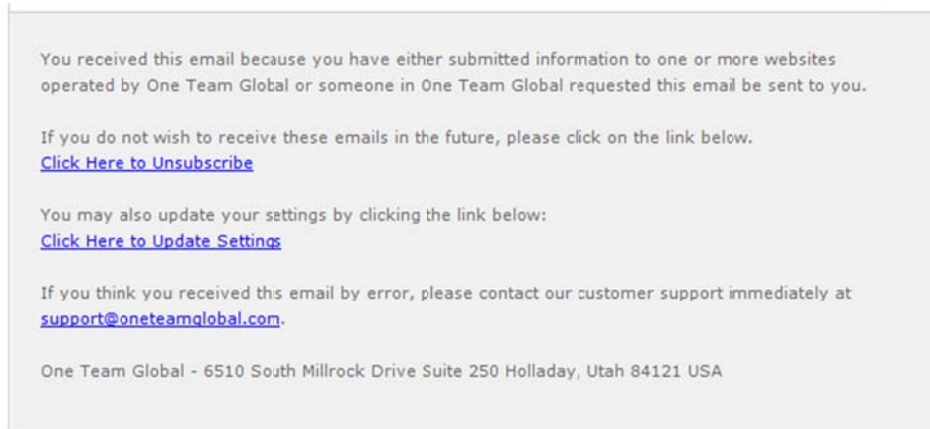 You received this email because you have either submitted information to one or more websites
operated by One Team Global or someone in One Team Global requested this email be sent to you.
If you do not wish to receive these emails in the future, please click on the link below.
Click Here to Unsubscribe
You may also update your settings by clicking the link below:
Click Here to Update Settings
If you think you received this email by error, please contact our customer support immediately at
support@oneteamglobal.com.
One Team Global - 6510 South Millrock Drive Suite 250 Holladay, Utah 84121 USA